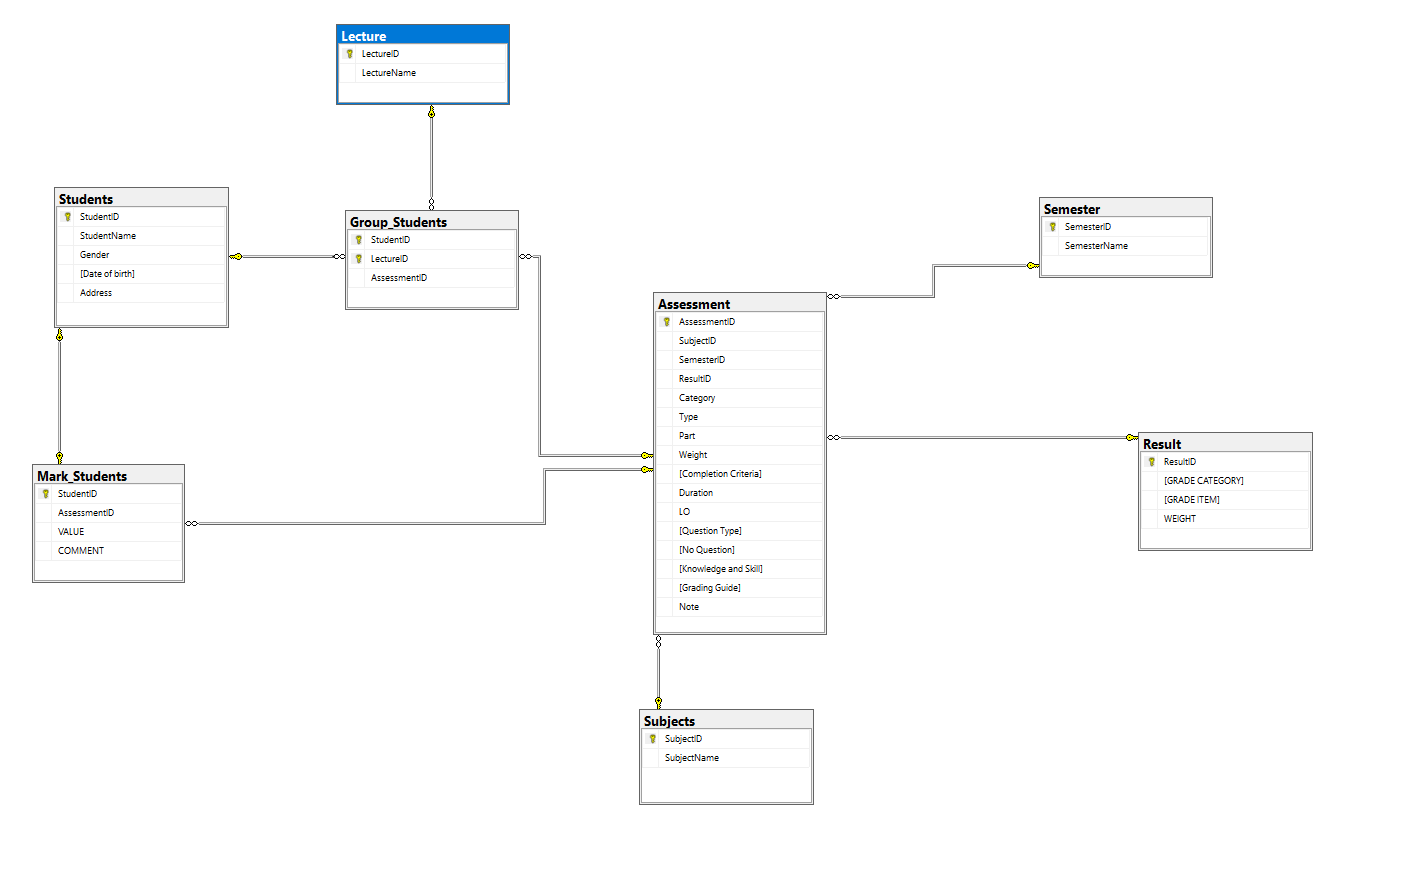 Lecture
LectureID
LectureName
Students
StudentID
StudentName
Gender
[Date of birth]
Address
Group_Students
StudentID
LectureID
AssessmentID
Semester
SemesterID
SemesterName
Assessment
AssessmentID
SubjectID
SemesterID
ResultID
Category
Type
Part
Weight
[Completion Criteria]
Duration
LO
[Question Type]
[No Question]
[Knowledge and Skill]
[Grading Guide]
Note
Result
ResultID
[GRADE CATEGORY]
[GRADE ITEM]
WEIGHT
Mark_Students
StudentID
AssessmentID
VALUE
COMMENT
Subjects
SubjectID
SubjectName